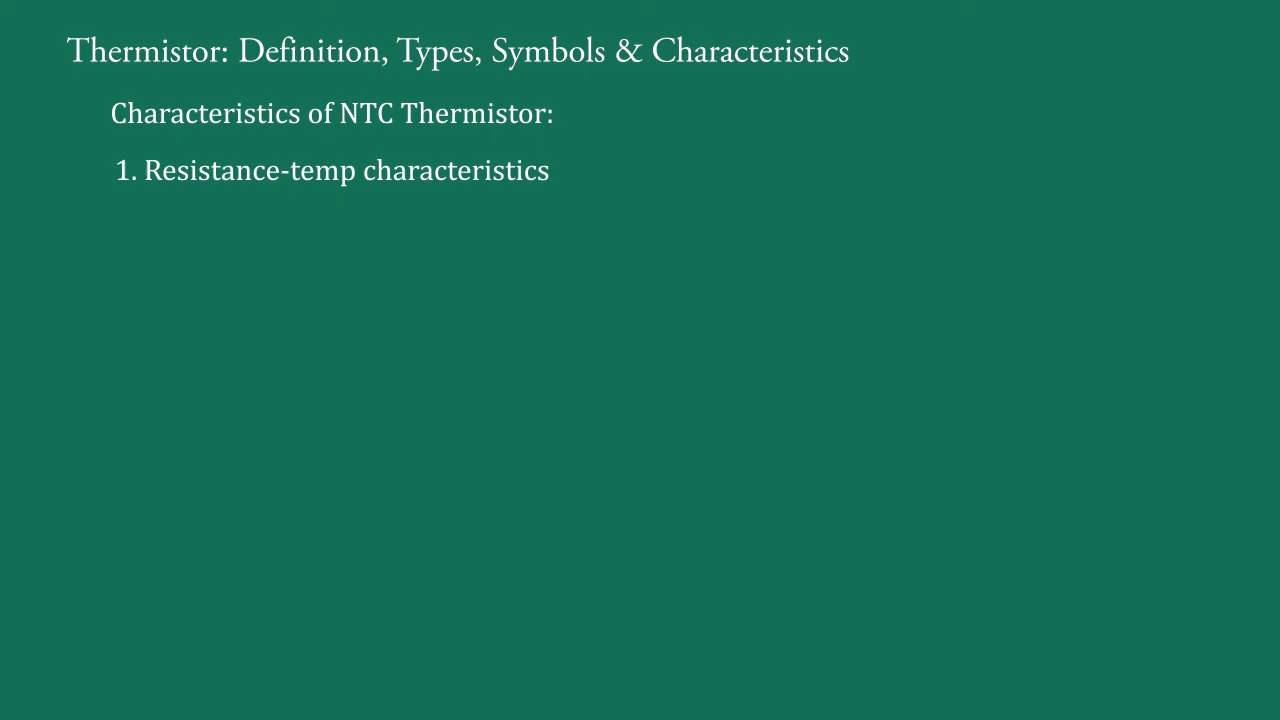 Thermistor: Definition, Types, Symbols & Characteristics
Characteristics of NTC Thermistor:
1. Resistance-temp characteristics